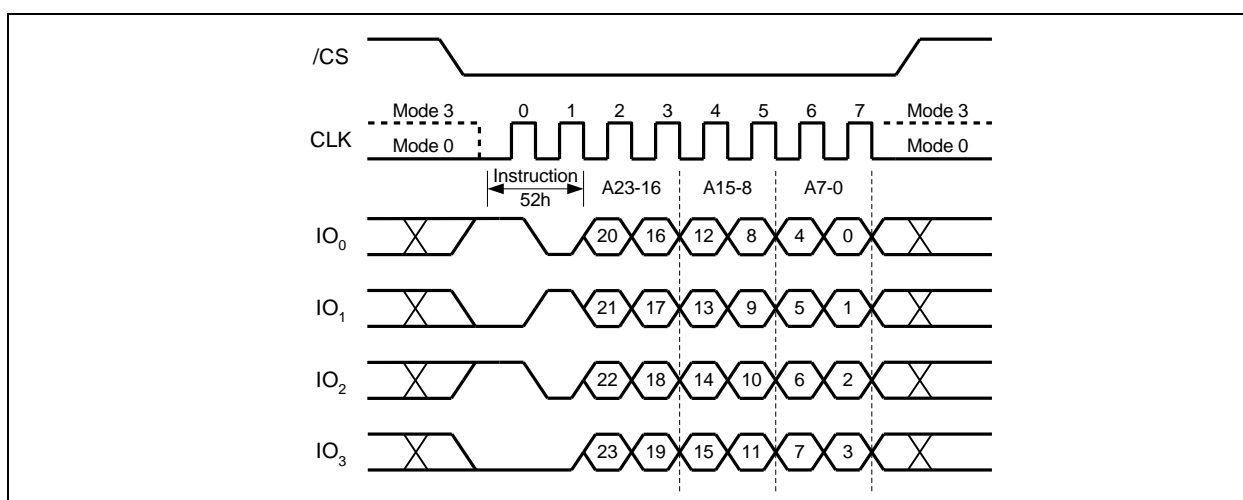 /CS
Mode 3 0 1 2 3 4 5 6 7 Mode 3
CLK
Mode 0 Mode 0
Instruction
52h
A23-16 A15-8 A7-0
IO0 20 16 12 8 4 0
IO1 21 17 13 9 5 1
IO2 22 18 14 10 6 2
IO3 23 19 15 11 7 3